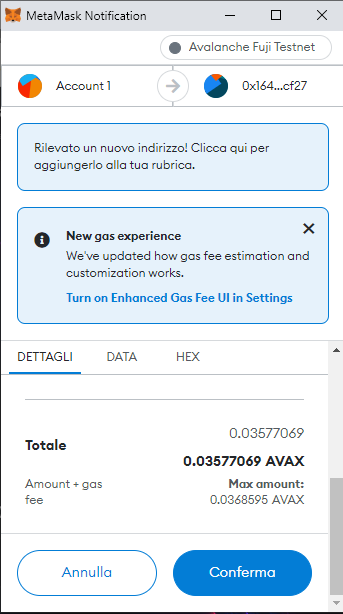 MetaMask Notification
Avalanche Fuji Testnet
Account 1
0x164...cf27
Rilevato un nuovo indirizzo! Clicca qui per
aggiungerlo alla tua rubrica.
New gas experience
We've updated how gas fee estimation and
customization works.
Turn on Enhanced Gas Fee UI in Settings
DETTAGLI DATA HEX
0.03577069
Totale
0.03577069 AVAX
Amount + gas
fee
Max amount:
0.0368595 AVAX
Annulla Conferma